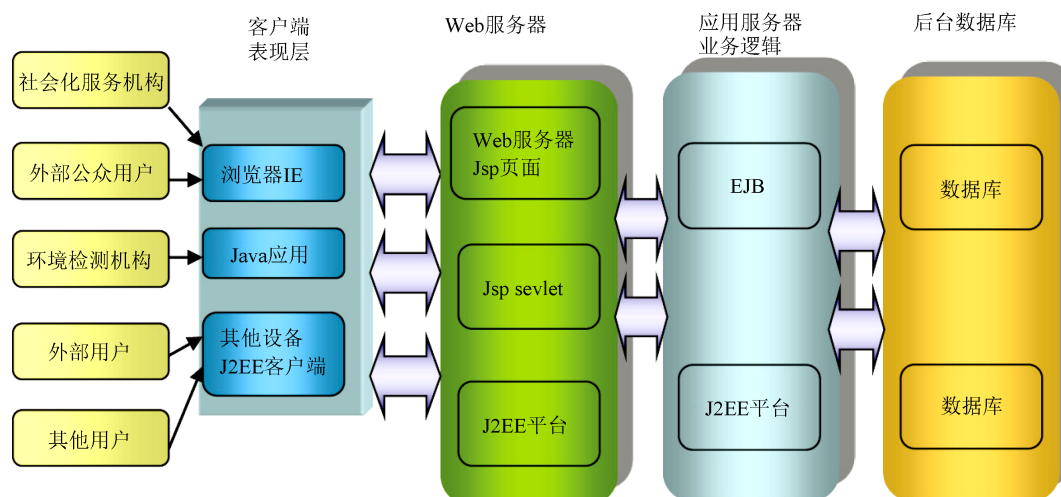 客户端
表现层
Web服务器
应用服务器
业务逻辑
后台数据库
社会化服务机构
外部公众用户
环境检测机构
外部用户
其他用户
浏览器IE
Java应用
其他设备
J2EE客户端
Web服务器
Jsp页面
Jsp sevlet
J2EE平台
EJB
J2EE平台
数据库
数据库